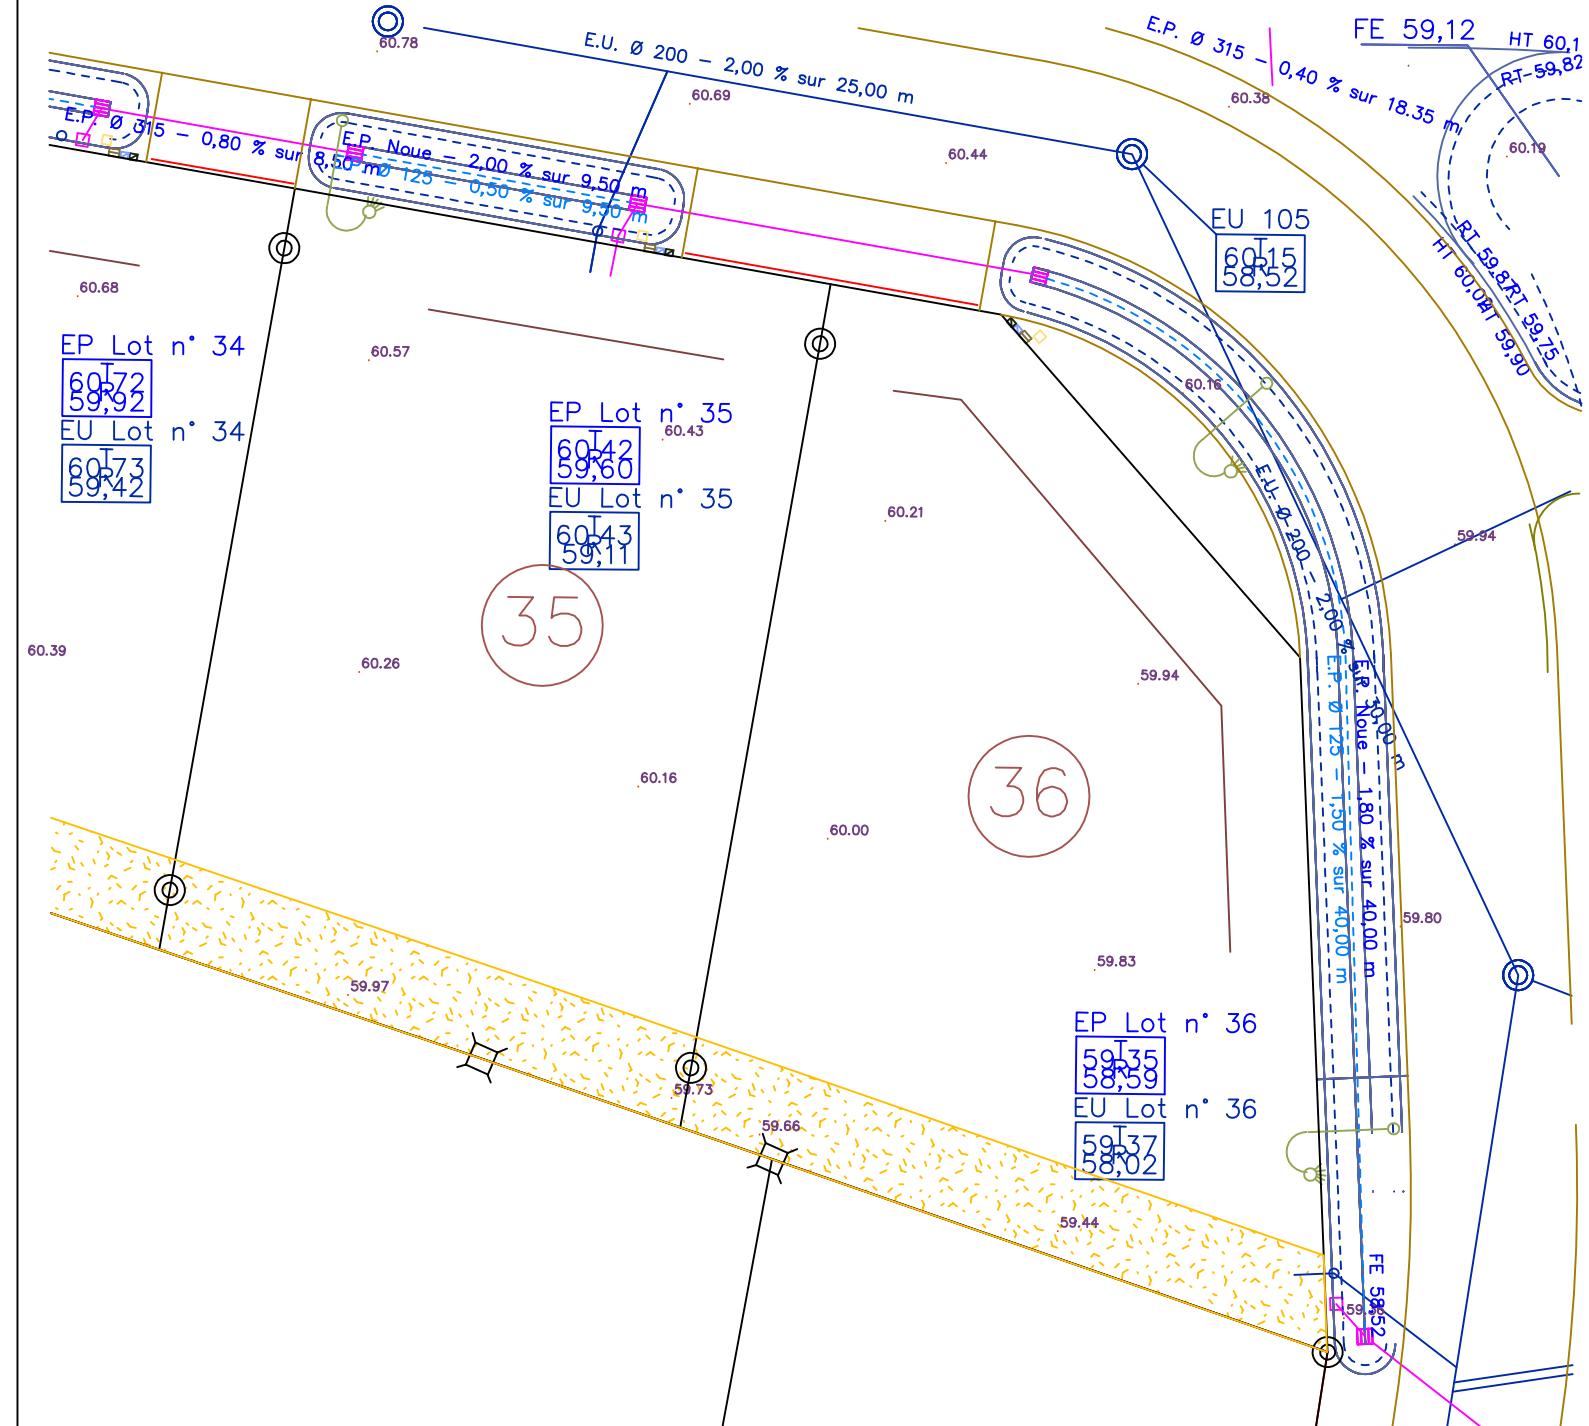 60.78
E.U. Ø 200 – 2,00 % sur 25,00 m
E.P. Ø 315 – 0,40 % sur 18.35 m
FE 59,12
HT 60,1
RT 59,82
60.69
60.38
60.19
60.44
E.P. Ø 315 – 0,80 % sur 8,50 m
E.P. Noue – 2,00 % sur 9,50 m
E.P. Ø 125 – 0,50 % sur 9,50 m
EU 105
T
60,15
R
58,52
RT 59,87
HT 60,02
RT 59,75
HT 59,90
60.68
60.57
60.16
EP Lot n° 34
T
60,72
R
59,92
EU Lot n° 34
T
60,73
R
59,42
EP Lot n° 35
60.43
T
60,42
R
59,60
EU Lot n° 35
T
60,43
R
59,11
60.21
59.94
E.U. Ø 200 – 2,00 % sur 30,00 m
35
60.39
60.26
59.94
E.P. Ø 125 – 1,50 % sur 40,00 m
E.P. Noue – 1,80 % sur 40,00 m
60.16
36
60.00
59.80
59.83
59.97
EP Lot n° 36
T
59,35
R
58,59
EU Lot n° 36
T
59,37
R
58,02
59.73
59.66
59.44
FE 58,52